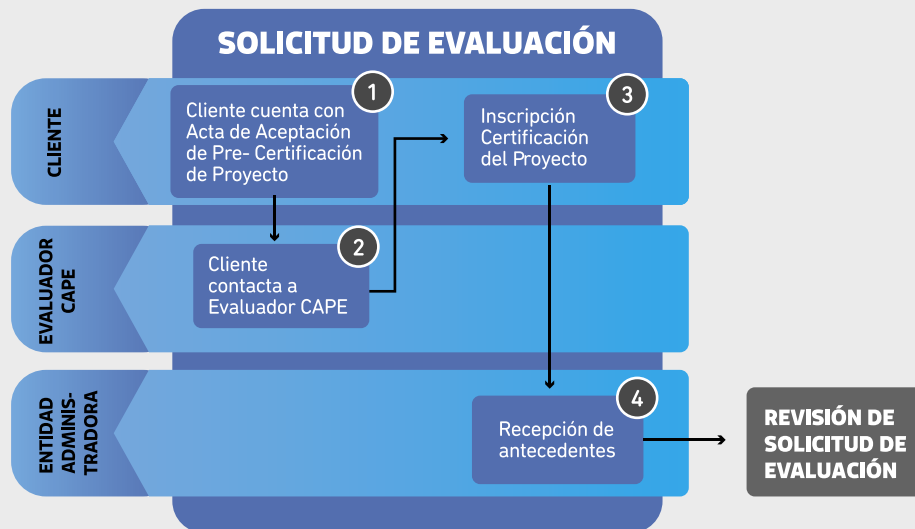 SOLICITUD DE EVALUACIÓN
CLIENTE
1
Cliente cuenta con
Acta de Aceptación
de Pre- Certificación
de Proyecto
3
Inscripción
Certificación
del Proyecto
EVALUADOR
CAPE
2
Cliente
contacta a
Evaluador CAPE
ENTIDAD
ADMINIS-
TRADORA
4
Recepción de
antecedentes
REVISIÓN DE
SOLICITUD DE
EVALUACIÓN